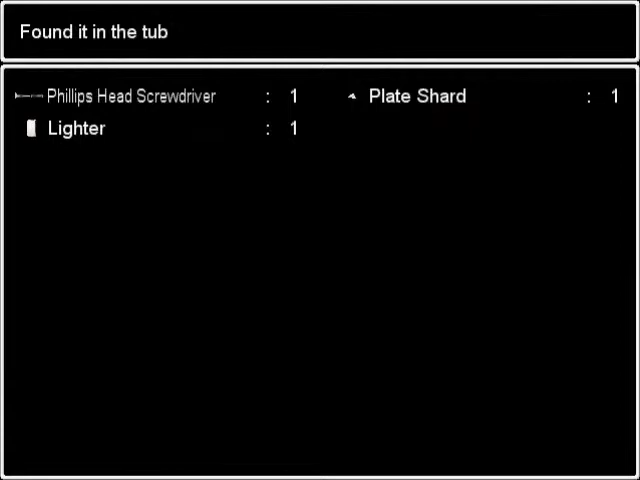 Found it in the tub
Phillips Head Screwdriver : 1 Plate Shard : 1
Lighter : 1